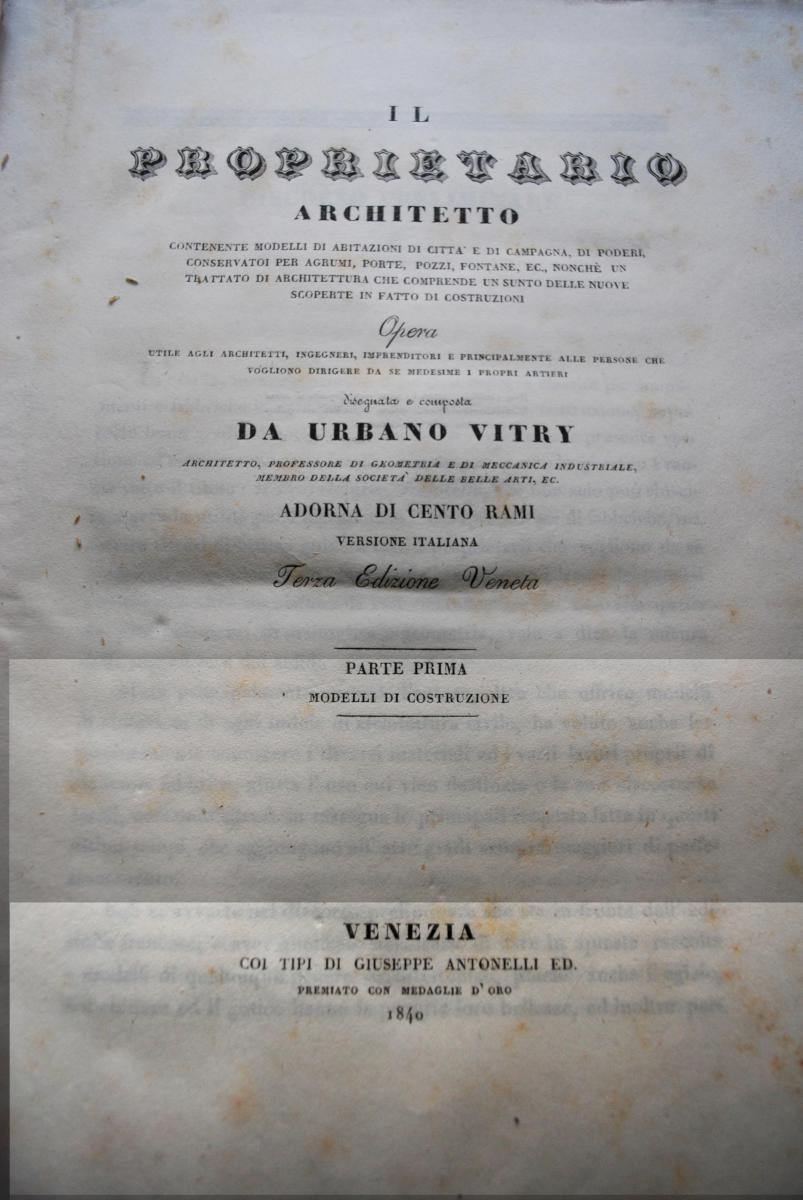 IL
PROPRIETARIO
ARCHITETTO
CONTENENTE MODELLI DI ABITAZIONI DI CITTA' E DI CAMPAGNA, DI PODERI,
CONSERVATOI PER AGRUMI, PORTE, POZZI, FONTANE, EC., NONCHÈ UN
TRATTATO DI ARCHITETTURA CHE COMPRENDE UN SUNTO DELLE NUOVE
SCOPERTE IN FATTO DI COSTRUZIONI
Opera
UTILE AGLI ARCHITETTI, INGEGNERI, IMPRENDITORI E PRINCIPALMENTE ALLE PERSONE CHE
VOGLIONO DIRIGERE DA SE MEDESIME I PROPRI ARTIERI
disegnata e composta
DA URBANO VITRY
ARCHITETTO, PROFESSORE DI GEOMETRIA E DI MECCANICA INDUSTRIALE,
MEMBRO DELLA SOCIETA' DELLE BELLE ARTI, EC.
ADORNA DI CENTO RAMI
VERSIONE ITALIANA
Terza Edizione Veneta
PARTE PRIMA
MODELLI DI COSTRUZIONE
VENEZIA
COI TIPI DI GIUSEPPE ANTONELLI ED.
PREMIATO CON MEDAGLIE D'ORO
1840